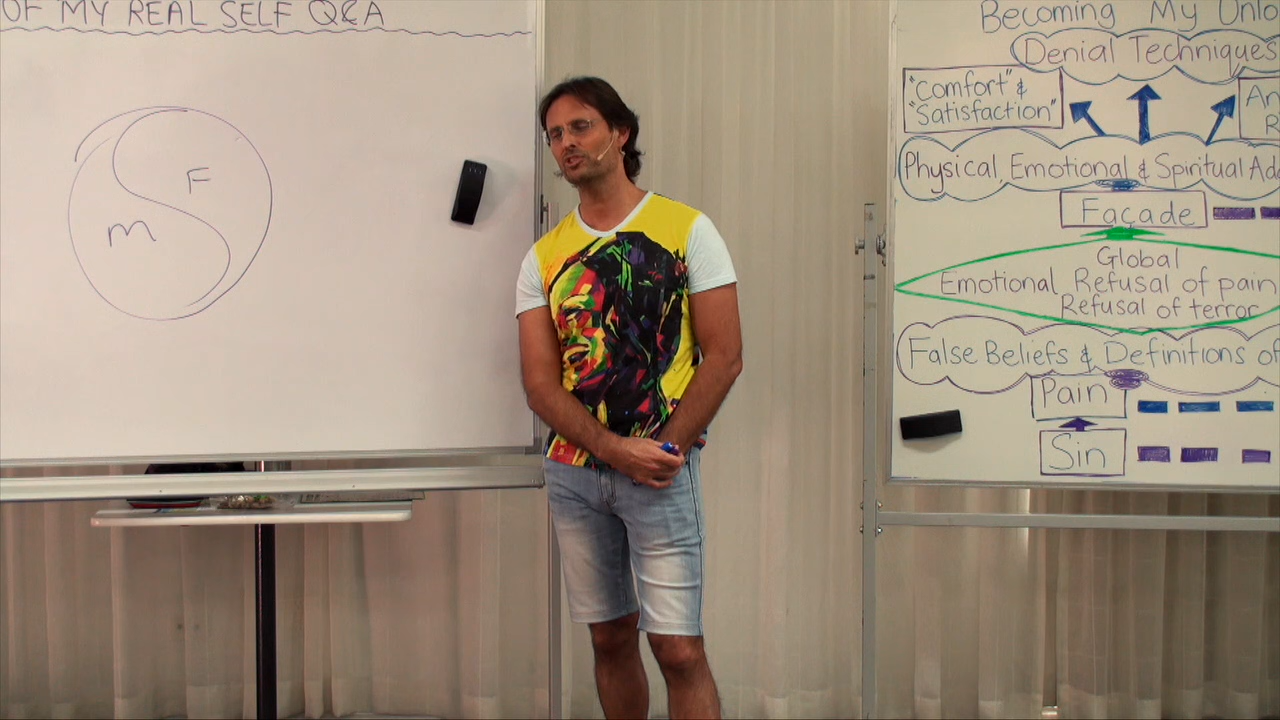 OF MY REAL SELF Q&A
F
m
Becoming My Unlo
Denial Techniques
"Comfort" &
"Satisfaction"
An
R
Physical, Emotional & Spiritual Add
Façade
Global
Emotional Refusal of pain
Refusal of terror
False Beliefs & Definitions of
Pain
Sin